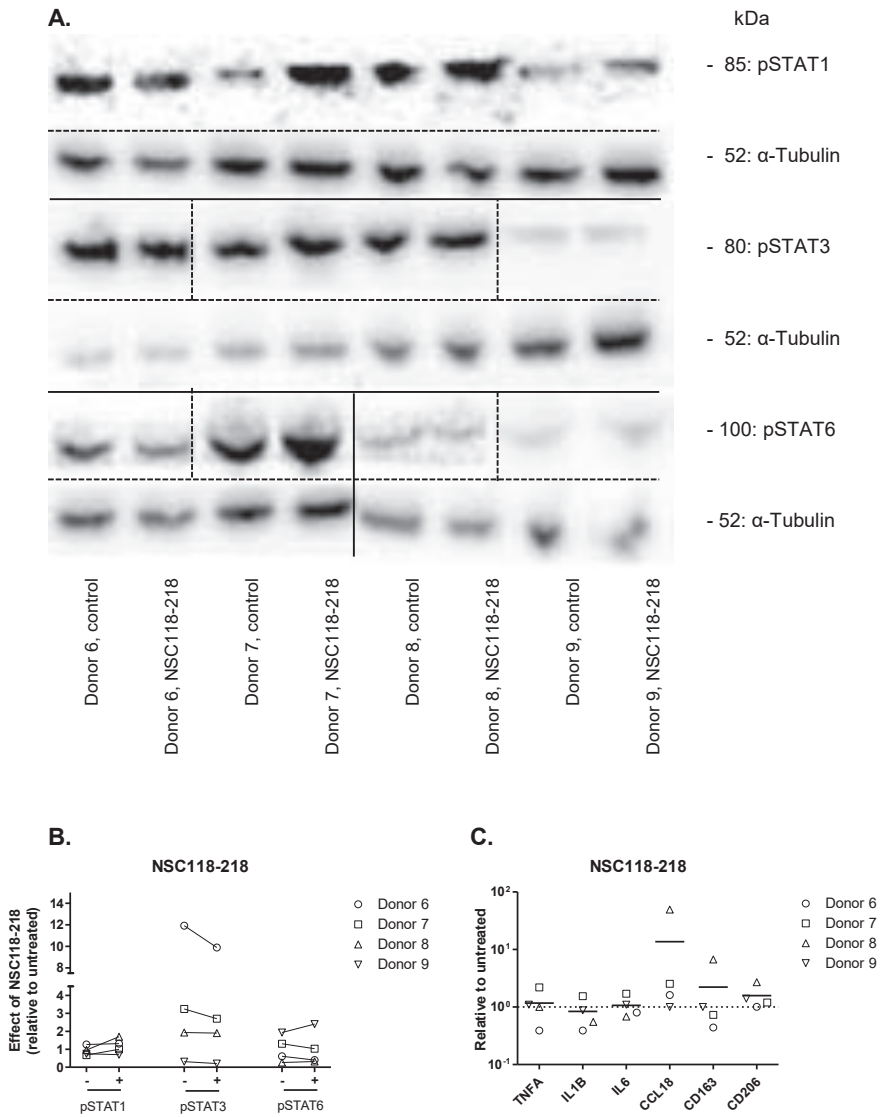 A.
kDa
- 85: pSTAT1
- 52: α-Tubulin
- 80: pSTAT3
- 52: α-Tubulin
- 100: pSTAT6
- 52: α-Tubulin
Donor 6, control
Donor 6, NSC118-218
Donor 7, control
Donor 7, NSC118-218
Donor 8, control
Donor 8, NSC118-218
Donor 9, control
Donor 9, NSC118-218
B.
NSC118-218
Effect of NSC118-218
(relative to untreated)
14
12
10
8
4
3
2
1
0
- + - + - +
pSTAT1 pSTAT3 pSTAT6
Donor 6
Donor 7
Donor 8
Donor 9
C.
NSC118-218
Relative to untreated
10²
10¹
10⁰
10⁻¹
TNFA IL1B IL6 CCL18 CD163 CD206
Donor 6
Donor 7
Donor 8
Donor 9